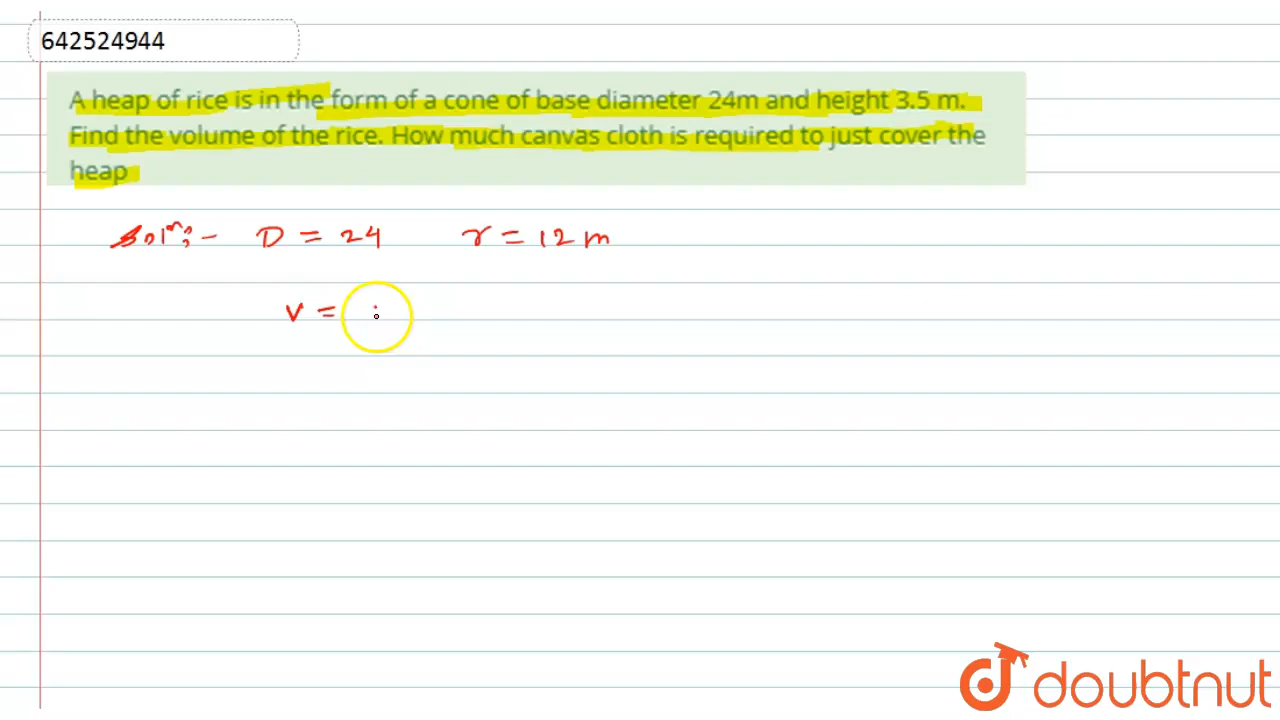 642524944
A heap of rice is in the form of a cone of base diameter 24m and height 3.5 m.
Find the volume of the rice. How much canvas cloth is required to just cover the
heap
Soln:- D = 24 r = 12 m
V =
doubtnut